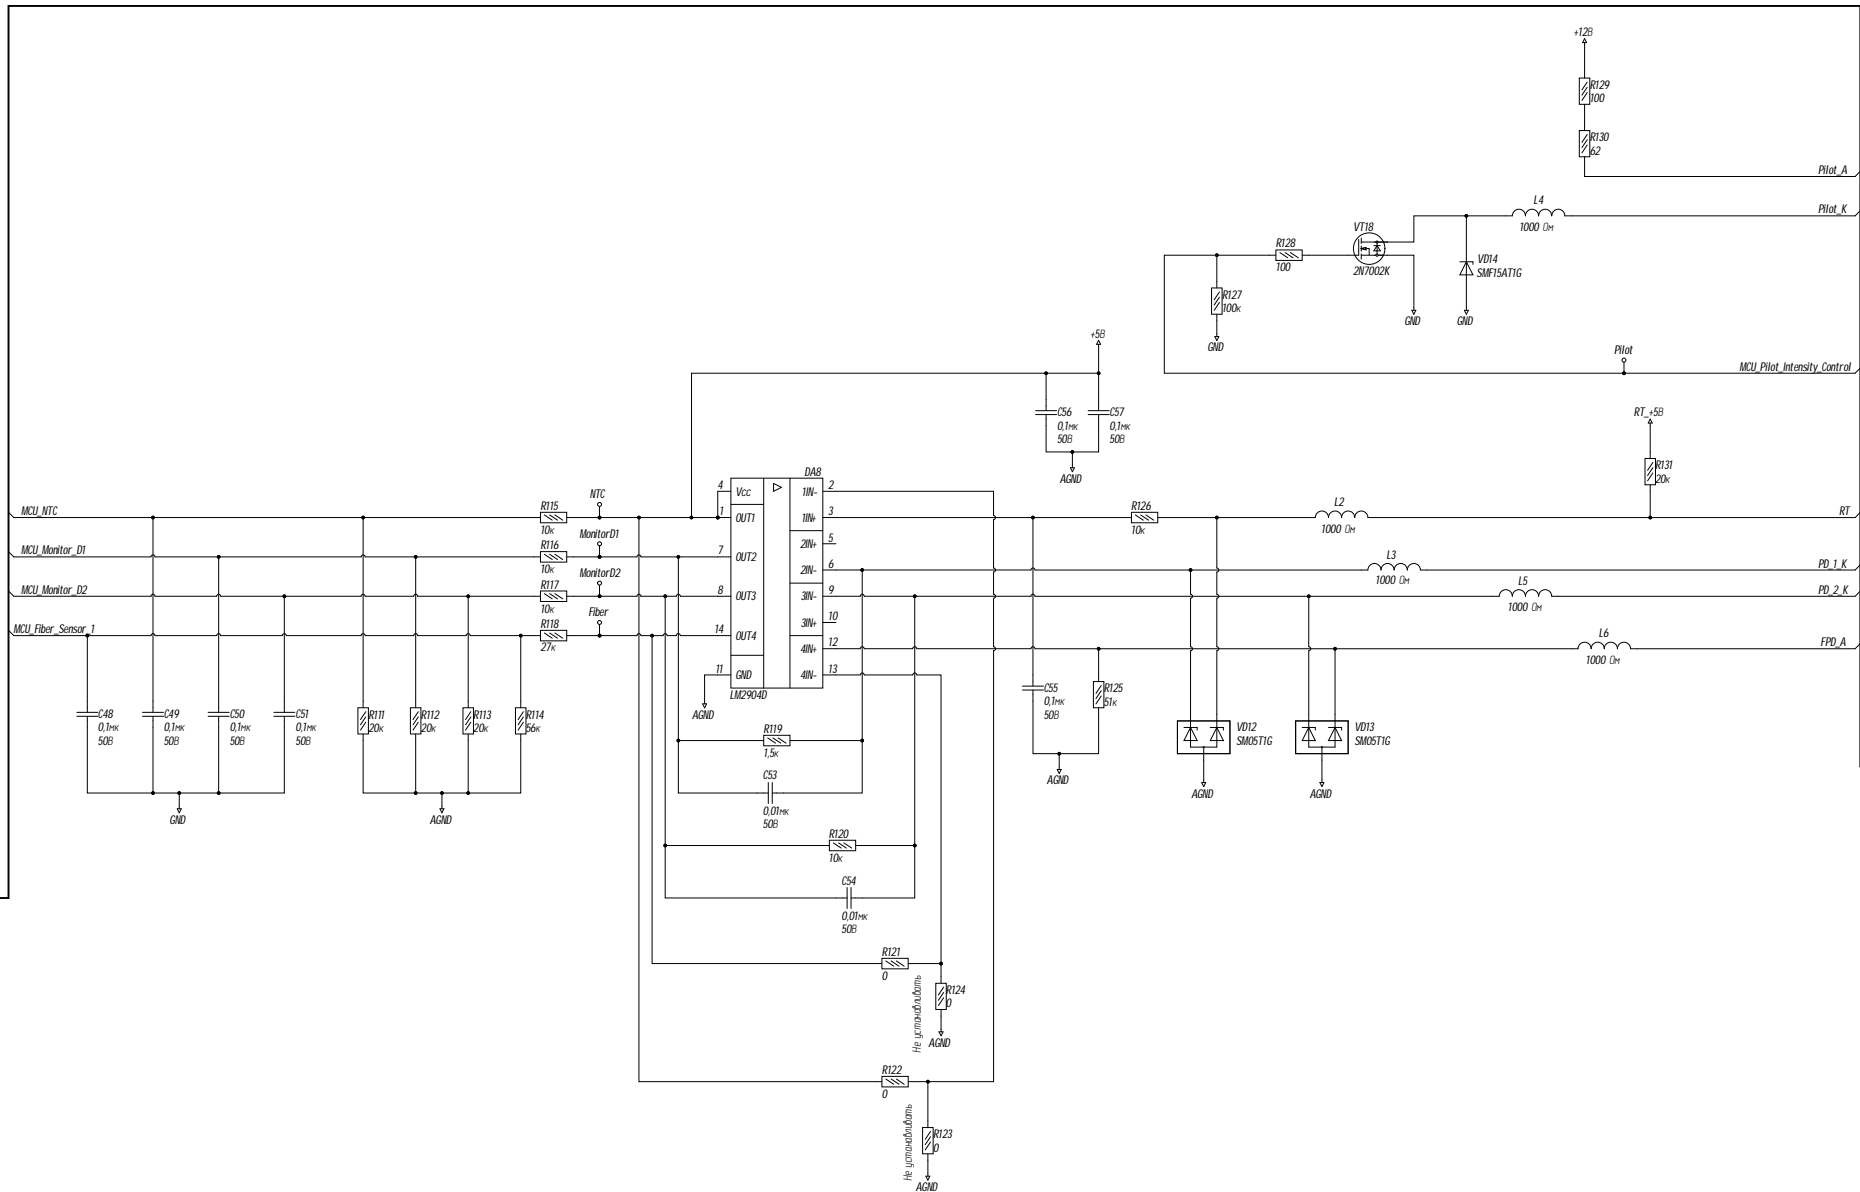 +12В
R129
100
R130
62
Pilot_A
L4
1000 Ом
Pilot_K
VT18
2N7002K
R128
100
VD14
SMF15AT1G
R127
100к
GND
GND
GND
Pilot
MCU_Pilot_Intensity_Control
+5В
C56
0,1мк
50В
C57
0,1мк
50В
AGND
RT_+5В
R131
20к
DA8
4
Vcc
1IN-
2
1
OUT1
1IN+
3
2IN+
5
7
OUT2
2IN-
6
8
OUT3
3IN-
9
3IN+
10
14
OUT4
4IN+
12
11
GND
4IN-
13
LM2904D
AGND
MCU_NTC
R115
10к
NTC
MCU_Monitor_D1
R116
10к
MonitorD1
MCU_Monitor_D2
R117
10к
MonitorD2
MCU_Fiber_Sensor_1
R118
27к
Fiber
R126
10к
L2
1000 Ом
RT
L3
1000 Ом
PD_1_K
L5
1000 Ом
PD_2_K
L6
1000 Ом
FPD_A
C48
0,1мк
50В
C49
0,1мк
50В
C50
0,1мк
50В
C51
0,1мк
50В
GND
R111
20к
R112
20к
R113
20к
R114
56к
AGND
R119
1,5к
C53
0,01мк
50В
R120
10к
C54
0,01мк
50В
C55
0,1мк
50В
R125
51к
AGND
VD12
SM05T1G
AGND
VD13
SM05T1G
AGND
R121
0
R124
0
Не устанавливать
AGND
R122
0
R123
0
Не устанавливать
AGND